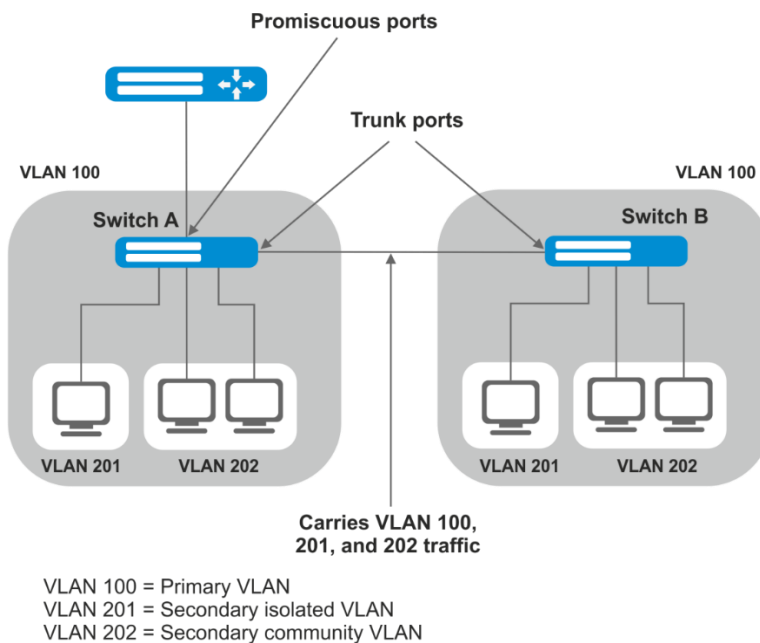 Promiscuous ports
Trunk ports
VLAN 100
VLAN 100
Switch A
Switch B
VLAN 201
VLAN 202
VLAN 201
VLAN 202
Carries VLAN 100,
201, and 202 traffic
VLAN 100 = Primary VLAN
VLAN 201 = Secondary isolated VLAN
VLAN 202 = Secondary community VLAN